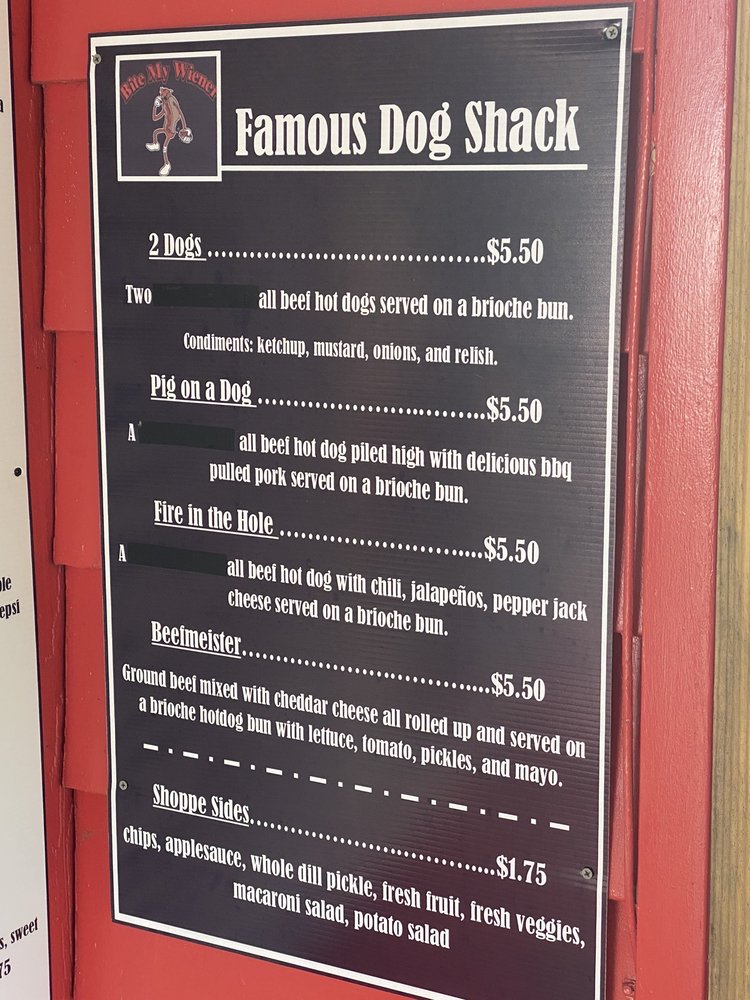 Bite My Wiener
Famous Dog Shack
2 Dogs......................................$5.50
Two all beef hot dogs served on a brioche bun.
Condiments: ketchup, mustard, onions, and relish.
Pig on a Dog...............................$5.50
A all beef hot dog piled high with delicious bbq
pulled pork served on a brioche bun.
Fire in the Hole............................$5.50
A all beef hot dog with chili, jalapeños, pepper jack
cheese served on a brioche bun.
Beefmeister..................................$5.50
Ground beef mixed with cheddar cheese all rolled up and served on
a brioche hotdog bun with lettuce, tomato, pickles, and mayo.
Shoppe Sides..................................$1.75
chips, applesauce, whole dill pickle, fresh fruit, fresh veggies,
macaroni salad, potato salad
sweet